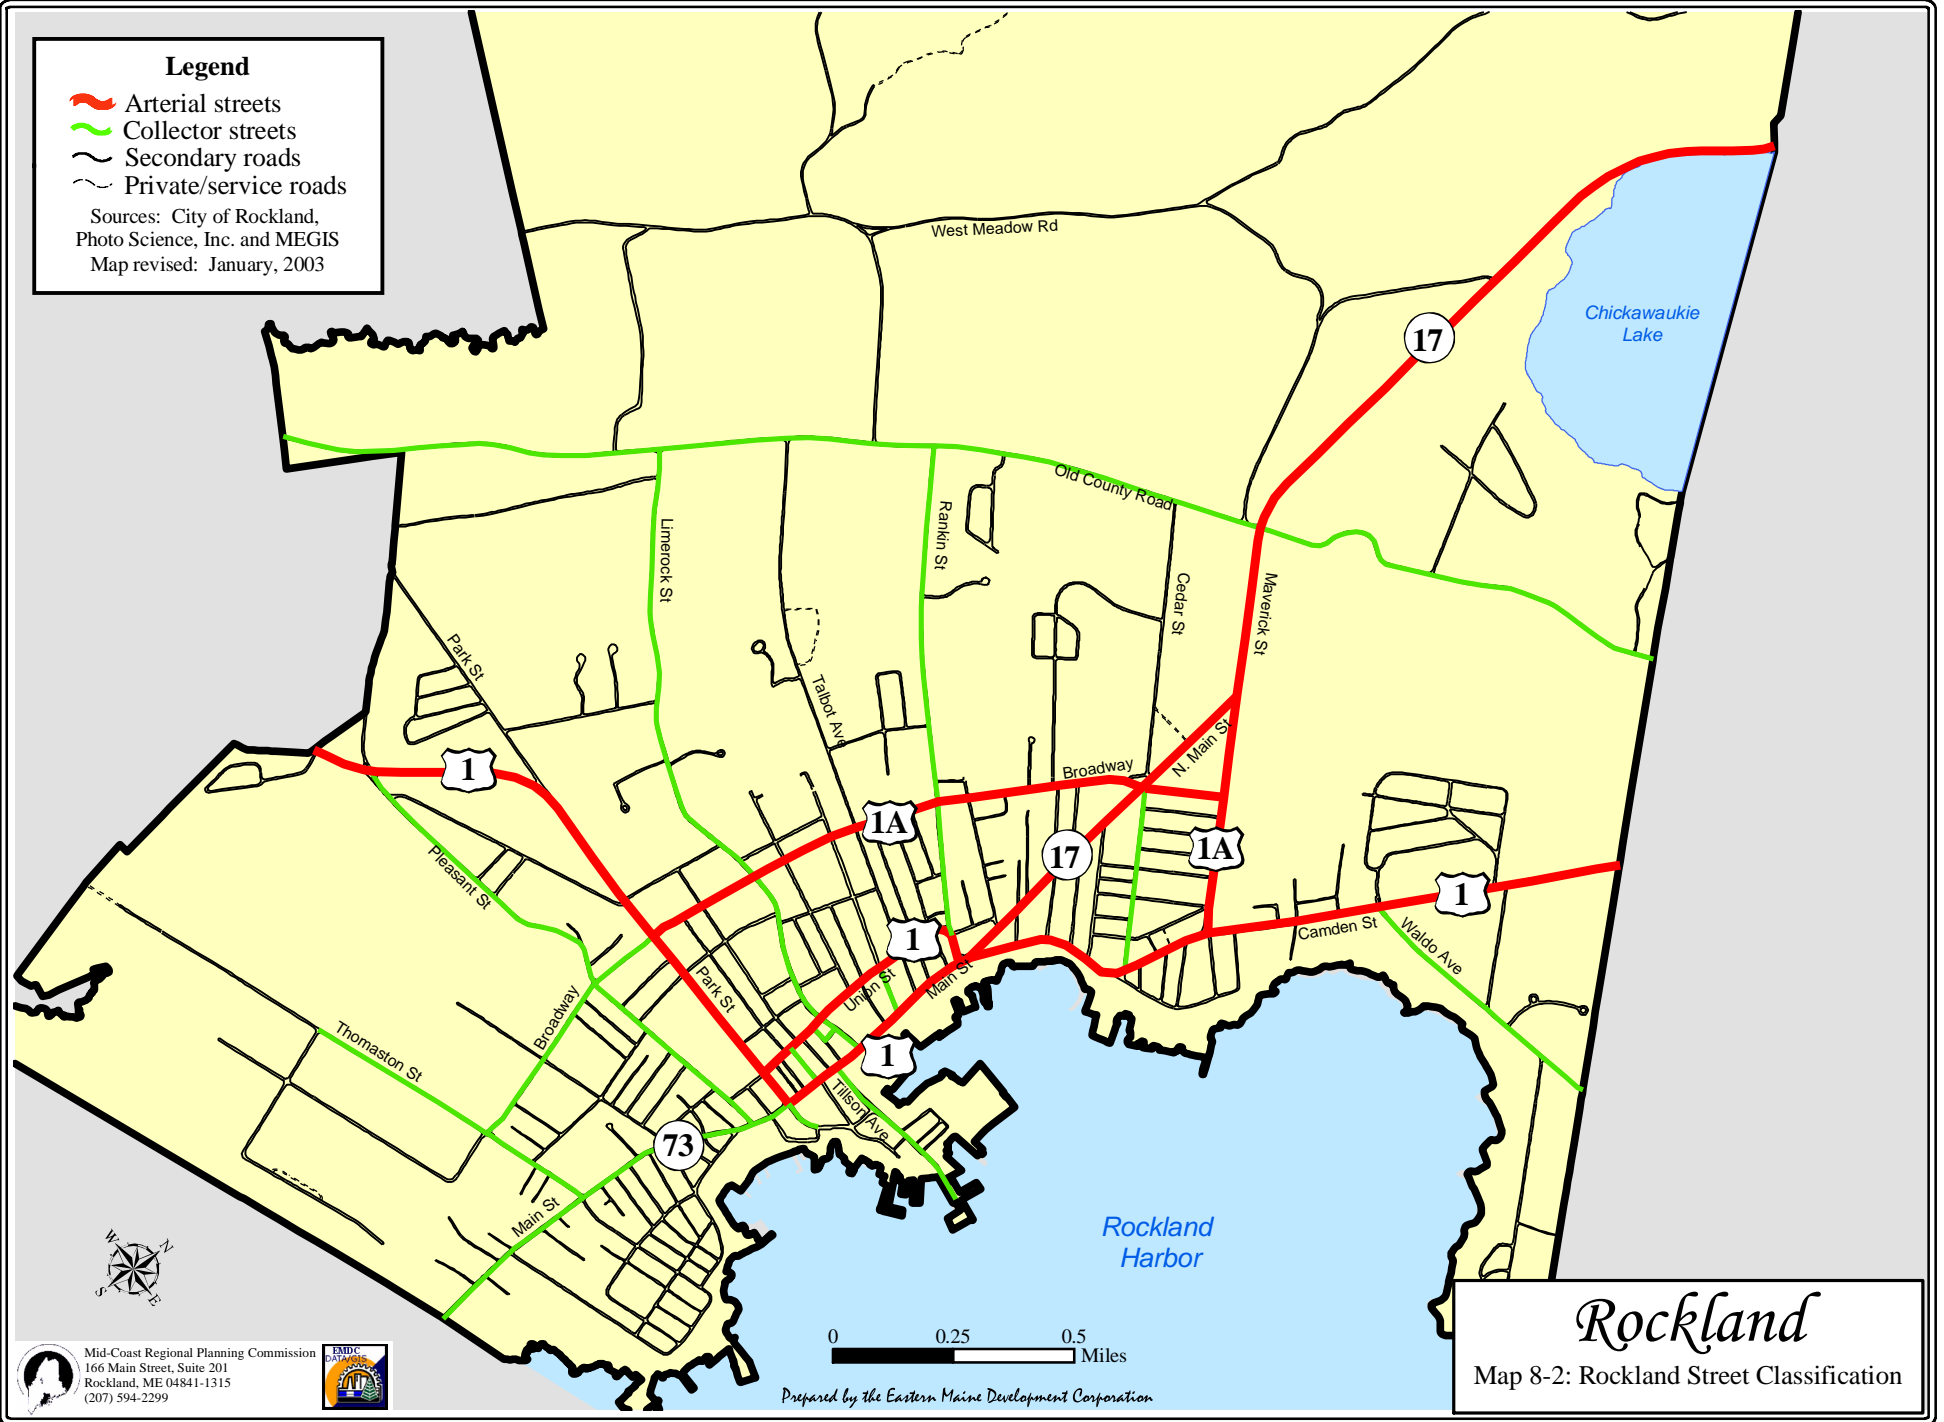 Legend
Arterial streets
Collector streets
Secondary roads
Private/service roads
Sources: City of Rockland,
Photo Science, Inc. and MEGIS
Map revised: January, 2003
West Meadow Rd
17
Chickawaukie
Lake
Old County Road
Limerock St
Rankin St
Cedar St
Maverick St
Park St
Talbot Ave
N. Main St
Broadway
1
1A
17
1A
1
Pleasant St
1
Camden St
Waldo Ave
Park St
Union St
Main St
Broadway
Thomaston St
1
Tillson Ave
73
Main St
Rockland
Harbor
W
N
S
E
0 0.25 0.5
Miles
Prepared by the Eastern Maine Development Corporation
Mid-Coast Regional Planning Commission
166 Main Street, Suite 201
Rockland, ME 04841-1315
(207) 594-2299
EMDC
DATA/GIS
Rockland
Map 8-2: Rockland Street Classification